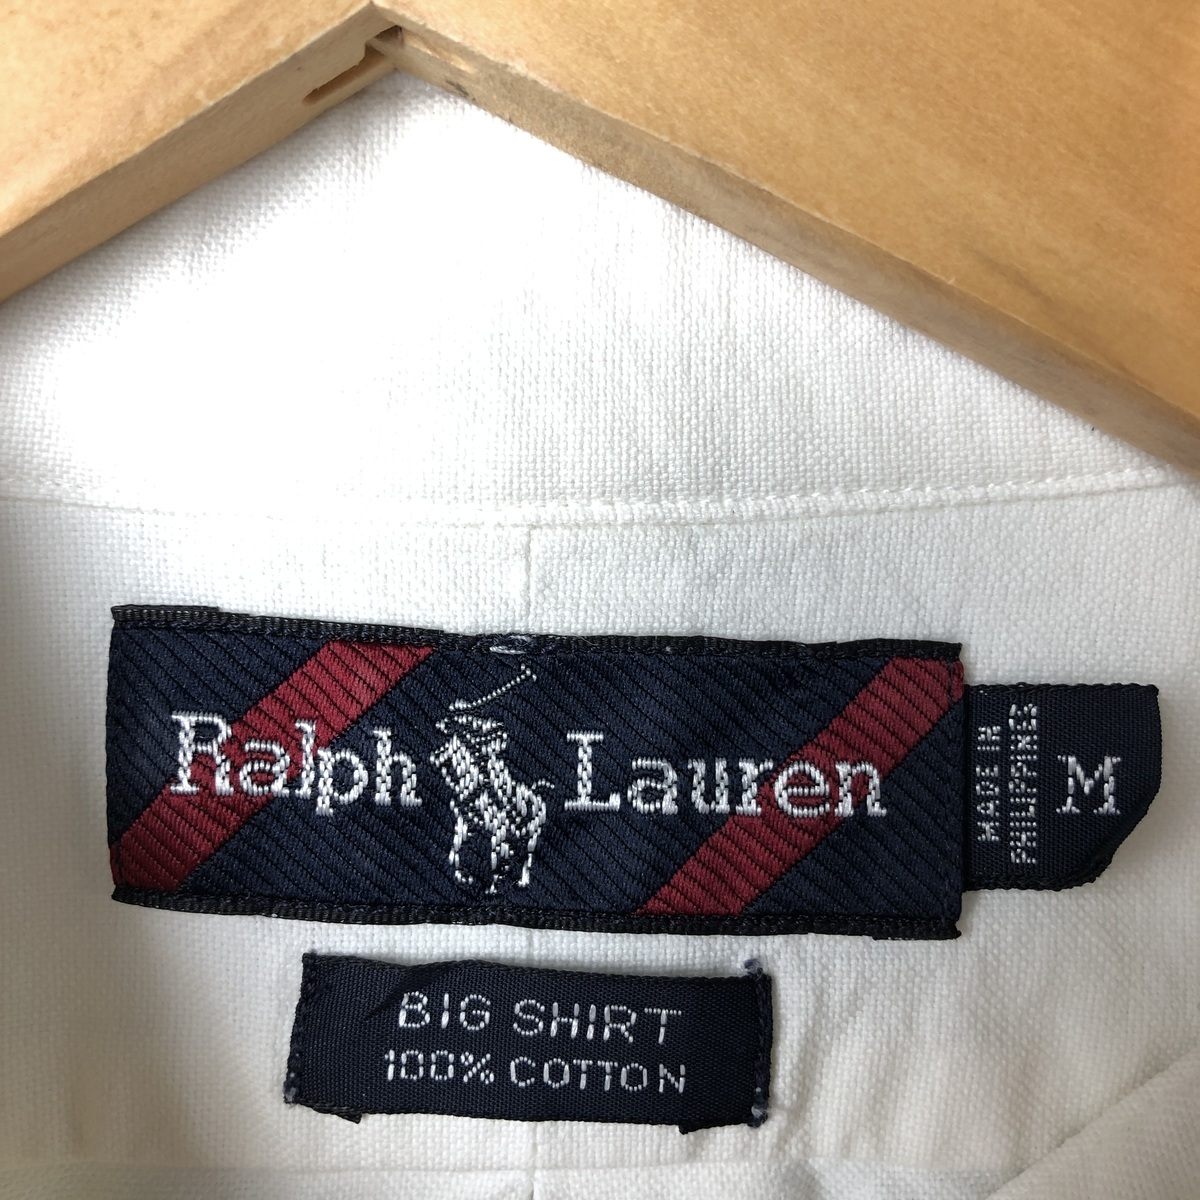 Ralph Lauren
MADE IN
PHILIPPINES
M
BIG SHIRT
100% COTTON